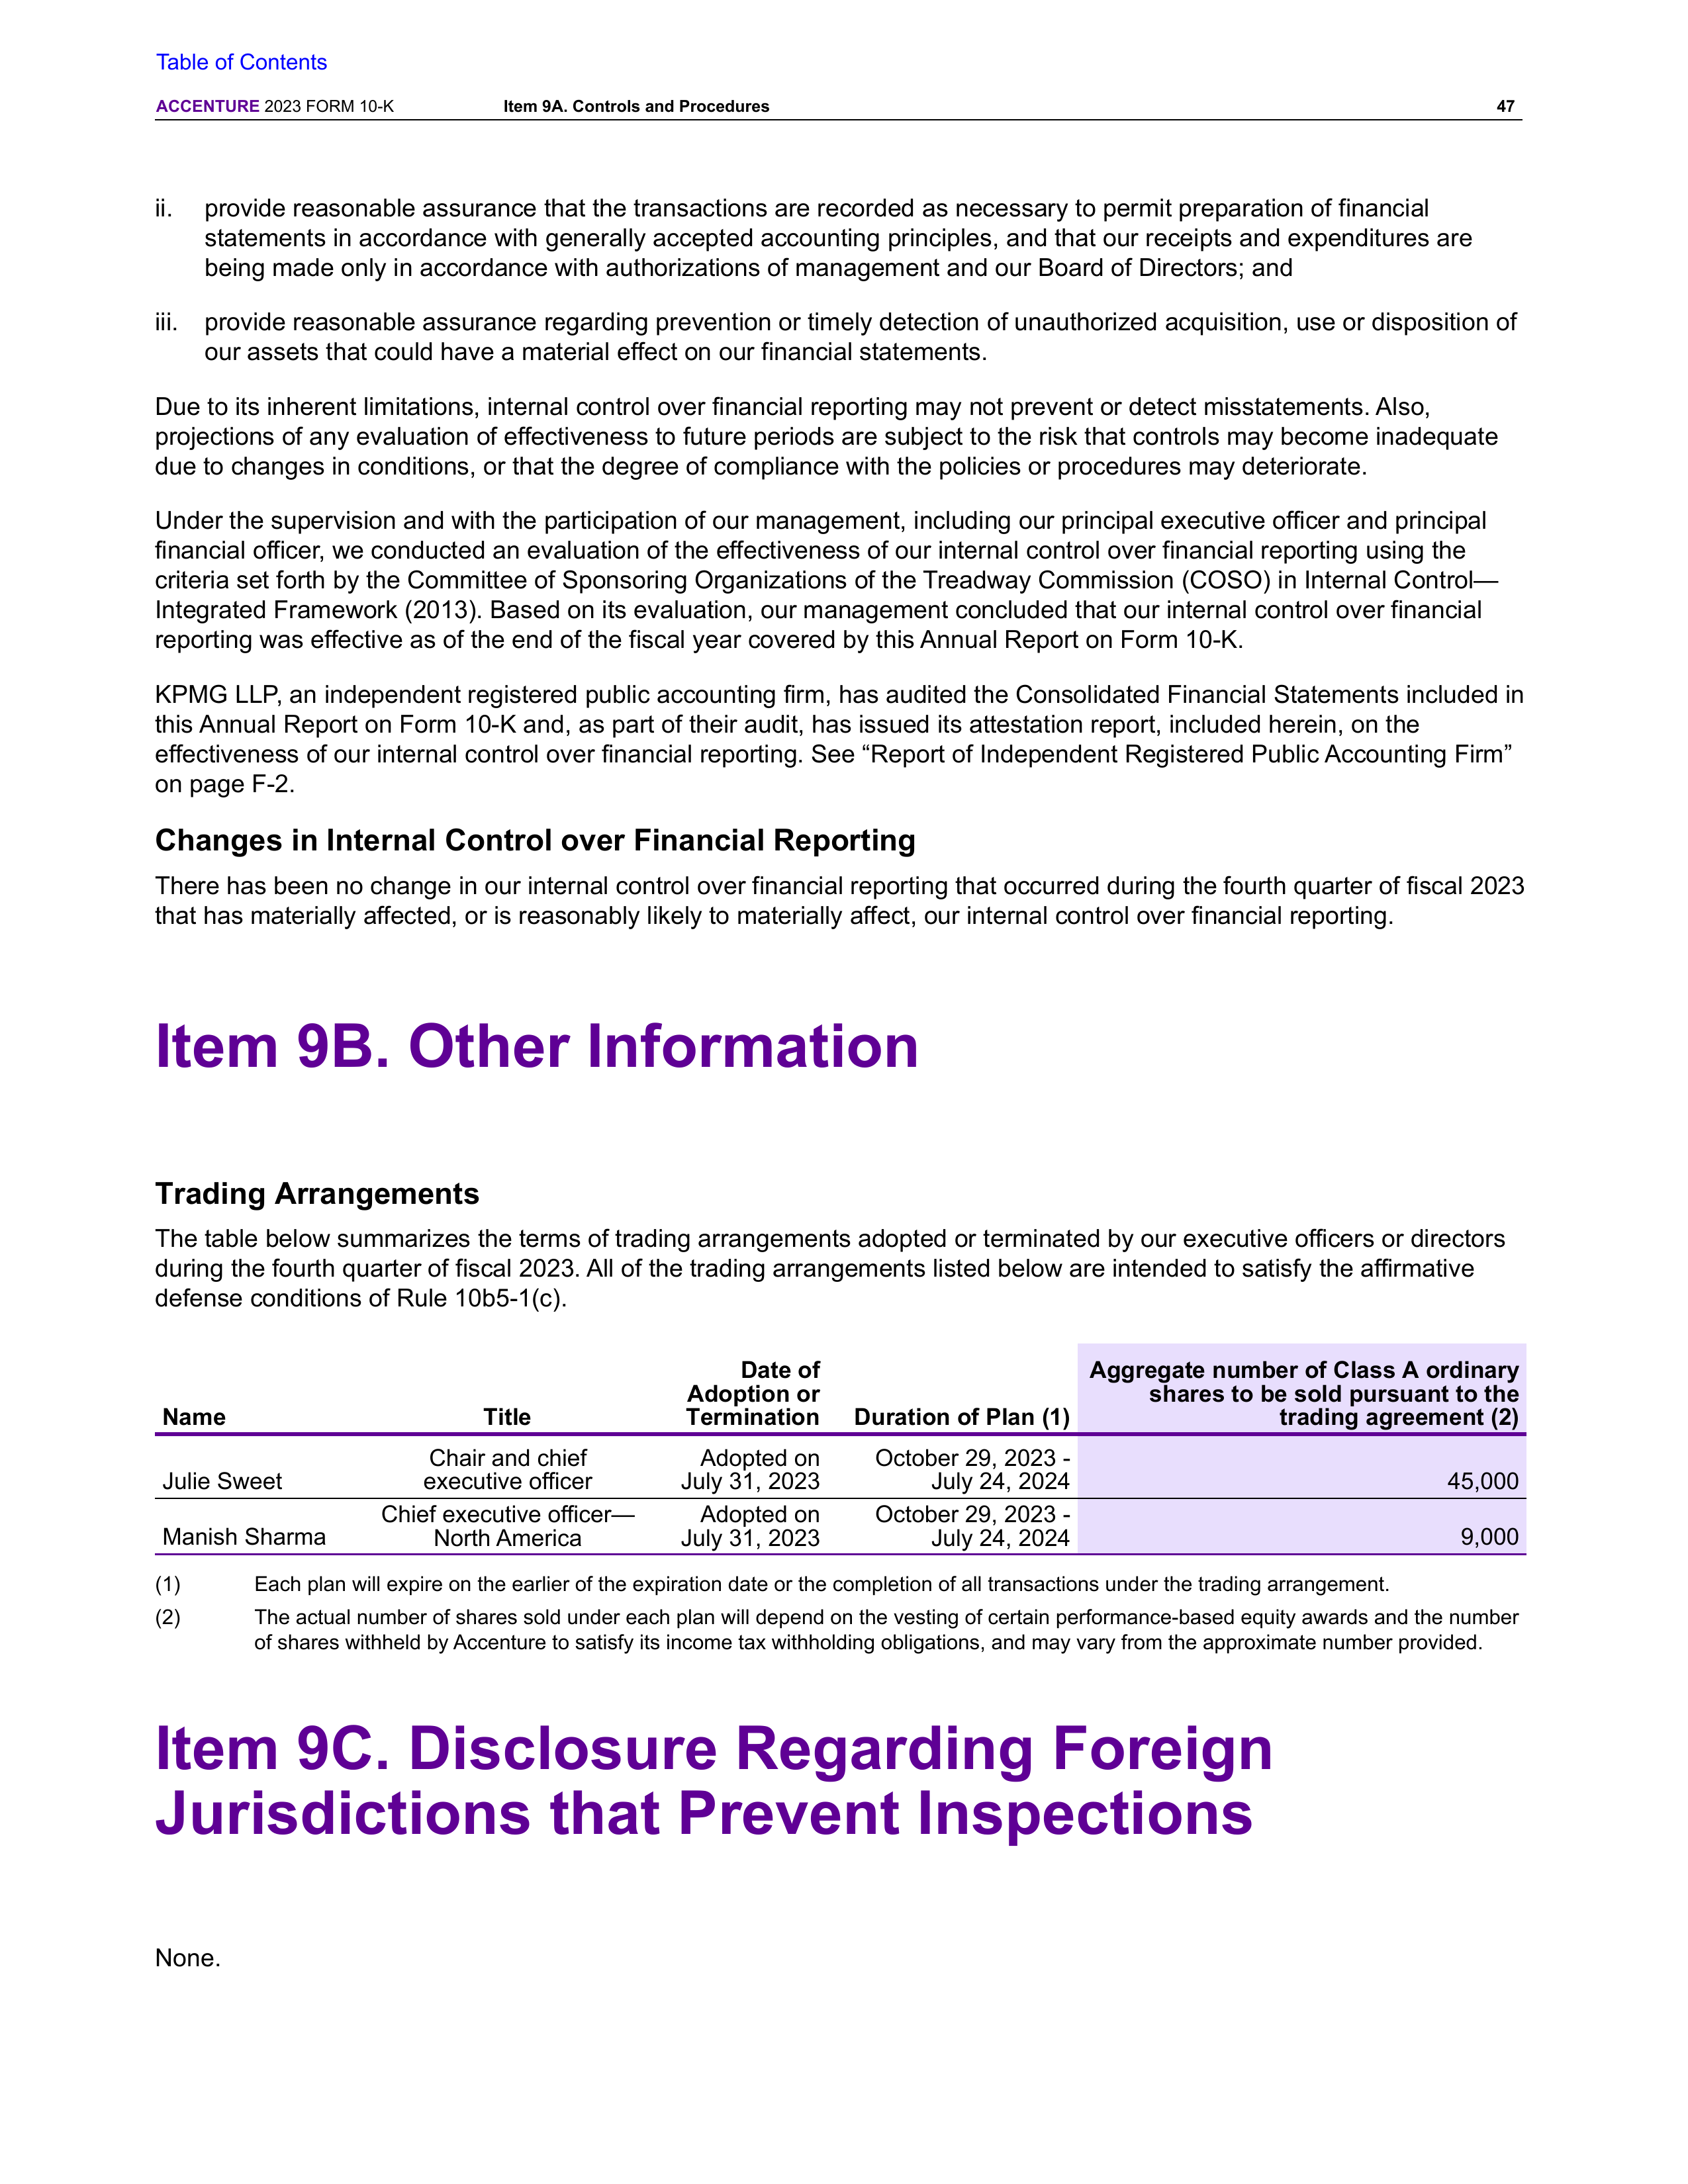 Table of Contents
ACCENTURE 2023 FORM 10-K Item 9A. Controls and Procedures 47
ii. provide reasonable assurance that the transactions are recorded as necessary to permit preparation of financial
statements in accordance with generally accepted accounting principles, and that our receipts and expenditures are
being made only in accordance with authorizations of management and our Board of Directors; and
iii. provide reasonable assurance regarding prevention or timely detection of unauthorized acquisition, use or disposition of
our assets that could have a material effect on our financial statements.
Due to its inherent limitations, internal control over financial reporting may not prevent or detect misstatements. Also,
projections of any evaluation of effectiveness to future periods are subject to the risk that controls may become inadequate
due to changes in conditions, or that the degree of compliance with the policies or procedures may deteriorate.
Under the supervision and with the participation of our management, including our principal executive officer and principal
financial officer, we conducted an evaluation of the effectiveness of our internal control over financial reporting using the
criteria set forth by the Committee of Sponsoring Organizations of the Treadway Commission (COSO) in Internal Control—
Integrated Framework (2013). Based on its evaluation, our management concluded that our internal control over financial
reporting was effective as of the end of the fiscal year covered by this Annual Report on Form 10-K.
KPMG LLP, an independent registered public accounting firm, has audited the Consolidated Financial Statements included in
this Annual Report on Form 10-K and, as part of their audit, has issued its attestation report, included herein, on the
effectiveness of our internal control over financial reporting. See “Report of Independent Registered Public Accounting Firm”
on page F-2.
Changes in Internal Control over Financial Reporting
There has been no change in our internal control over financial reporting that occurred during the fourth quarter of fiscal 2023
that has materially affected, or is reasonably likely to materially affect, our internal control over financial reporting.
Item 9B. Other Information
Trading Arrangements
The table below summarizes the terms of trading arrangements adopted or terminated by our executive officers or directors
during the fourth quarter of fiscal 2023. All of the trading arrangements listed below are intended to satisfy the affirmative
defense conditions of Rule 10b5-1(c).
Date of Aggregate number of Class A ordinary
Adoption or shares to be sold pursuant to the
Name Title Termination Duration of Plan (1) trading agreement (2)
Chair and chief Adopted on October 29, 2023 -
Julie Sweet executive officer July 31, 2023 July 24, 2024 45,000
Chief executive officer— Adopted on October 29, 2023 -
Manish Sharma North America July 31, 2023 July 24, 2024 9,000
(1) Each plan will expire on the earlier of the expiration date or the completion of all transactions under the trading arrangement.
(2) The actual number of shares sold under each plan will depend on the vesting of certain performance-based equity awards and the number
of shares withheld by Accenture to satisfy its income tax withholding obligations, and may vary from the approximate number provided.
Item 9C. Disclosure Regarding Foreign
Jurisdictions that Prevent Inspections
None.